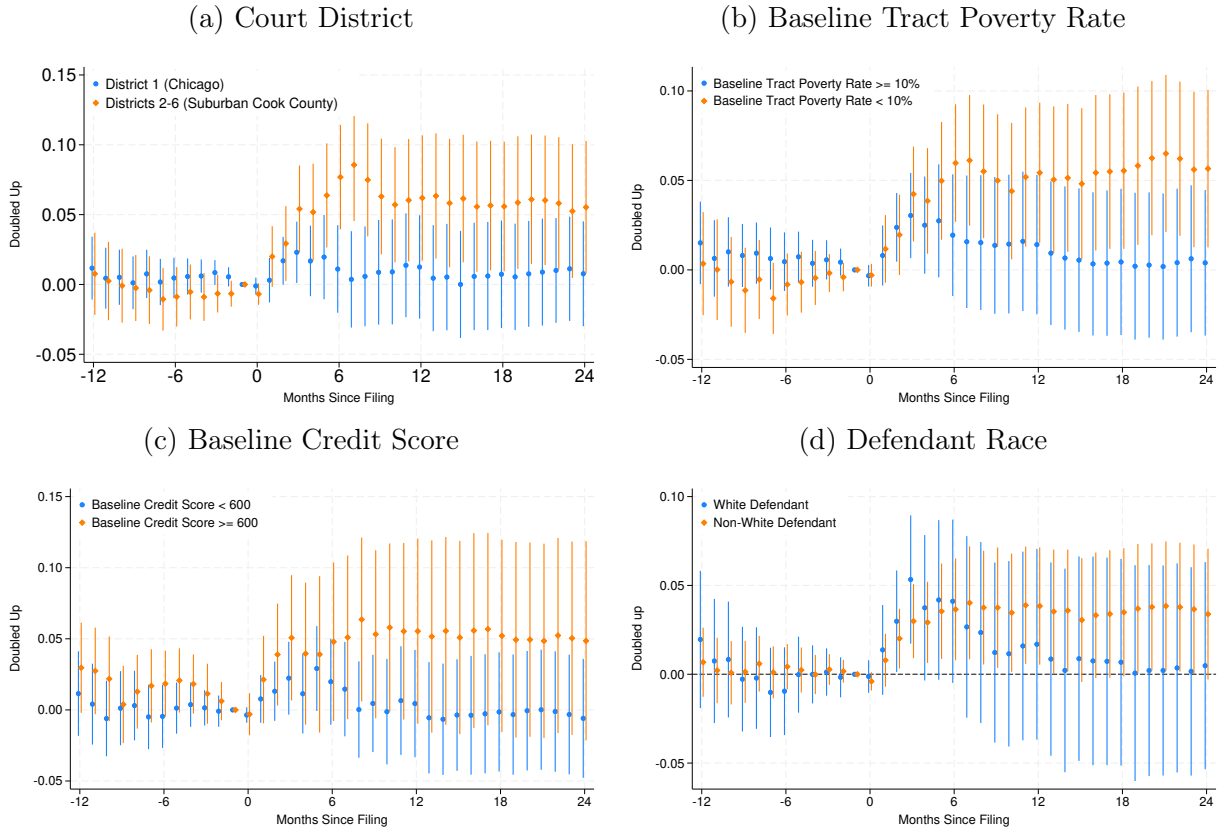 (a) Court District
0.15
0.10
0.05
0.00
-0.05
Doubled Up
District 1 (Chicago)
Districts 2-6 (Suburban Cook County)
-12 -6 0 6 12 18 24
Months Since Filing
(b) Baseline Tract Poverty Rate
0.10
0.05
0.00
-0.05
Doubled Up
Baseline Tract Poverty Rate >= 10%
Baseline Tract Poverty Rate < 10%
-12 -6 0 6 12 18 24
Months Since Filing
(c) Baseline Credit Score
0.15
0.10
0.05
0.00
-0.05
Doubled Up
Baseline Credit Score < 600
Baseline Credit Score >= 600
-12 -6 0 6 12 18 24
Months Since Filing
(d) Defendant Race
0.10
0.05
0.00
-0.05
Doubled up
White Defendant
Non-White Defendant
-12 -6 0 6 12 18 24
Months Since Filing